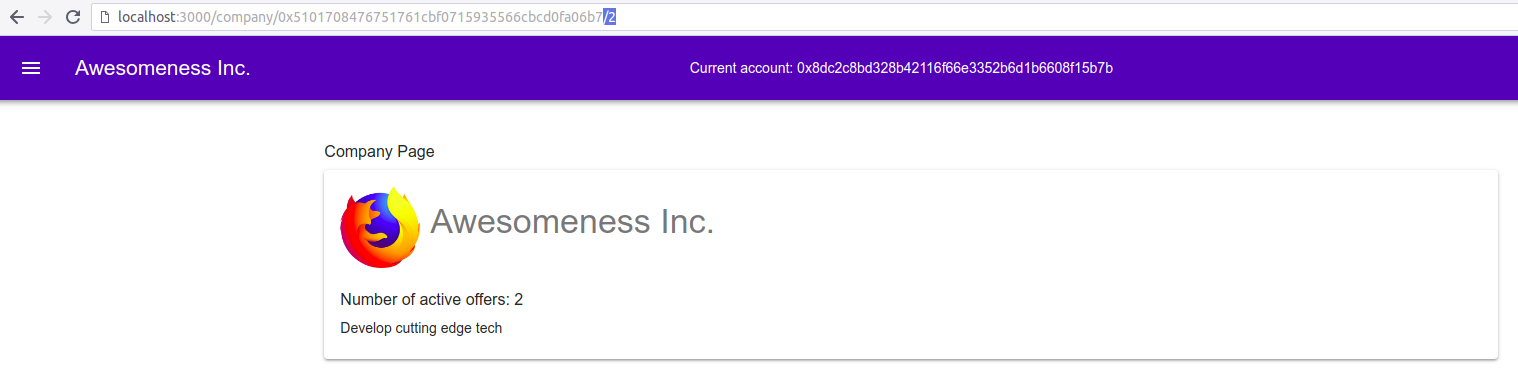 localhost:3000/company/0x5101708476751761cbf0715935566cbcd0fa06b7/2
Awesomeness Inc.
Current account: 0x8dc2c8bd328b42116f66e3352b6d1b6608f15b7b
Company Page
Awesomeness Inc.
Number of active offers: 2
Develop cutting edge tech